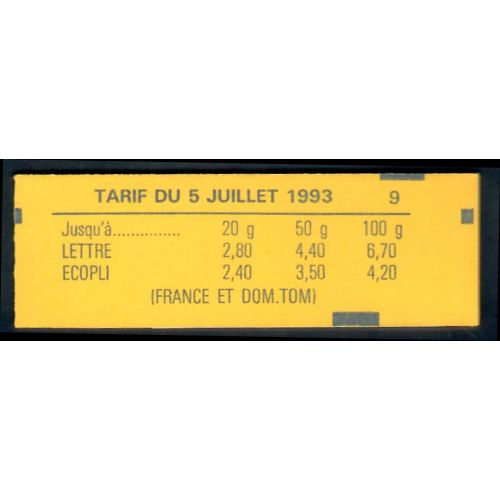 TARIF DU 5 JUILLET 1993 9
Jusqu'à............... 20 g 50 g 100 g
LETTRE 2,80 4,40 6,70
ECOPLI 2,40 3,50 4,20
(FRANCE ET DOM.TOM)